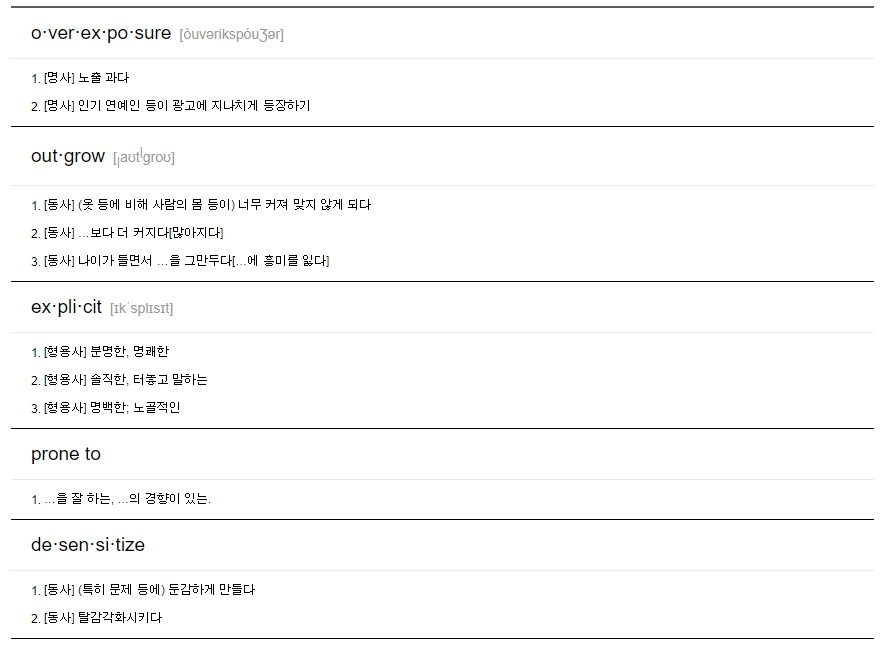 o·ver·ex·po·sure [òuvərikspóuʒər]
1. [명사] 노출 과다
2. [명사] 인기 연예인 등이 광고에 지나치게 등장하기
out·grow [ˌaʊtˈgroʊ]
1. [동사] (옷 등에 비해 사람의 몸 등이) 너무 커져 맞지 않게 되다
2. [동사] …보다 더 커지다[많아지다]
3. [동사] 나이가 들면서 …을 그만두다[…에 흥미를 잃다]
ex·pli·cit [ɪkˈsplɪsɪt]
1. [형용사] 분명한, 명쾌한
2. [형용사] 솔직한, 터놓고 말하는
3. [형용사] 명백한; 노골적인
prone to
1. …을 잘 하는, …의 경향이 있는.
de·sen·si·tize
1. [동사] (특히 문제 등에) 둔감하게 만들다
2. [동사] 탈감각화시키다